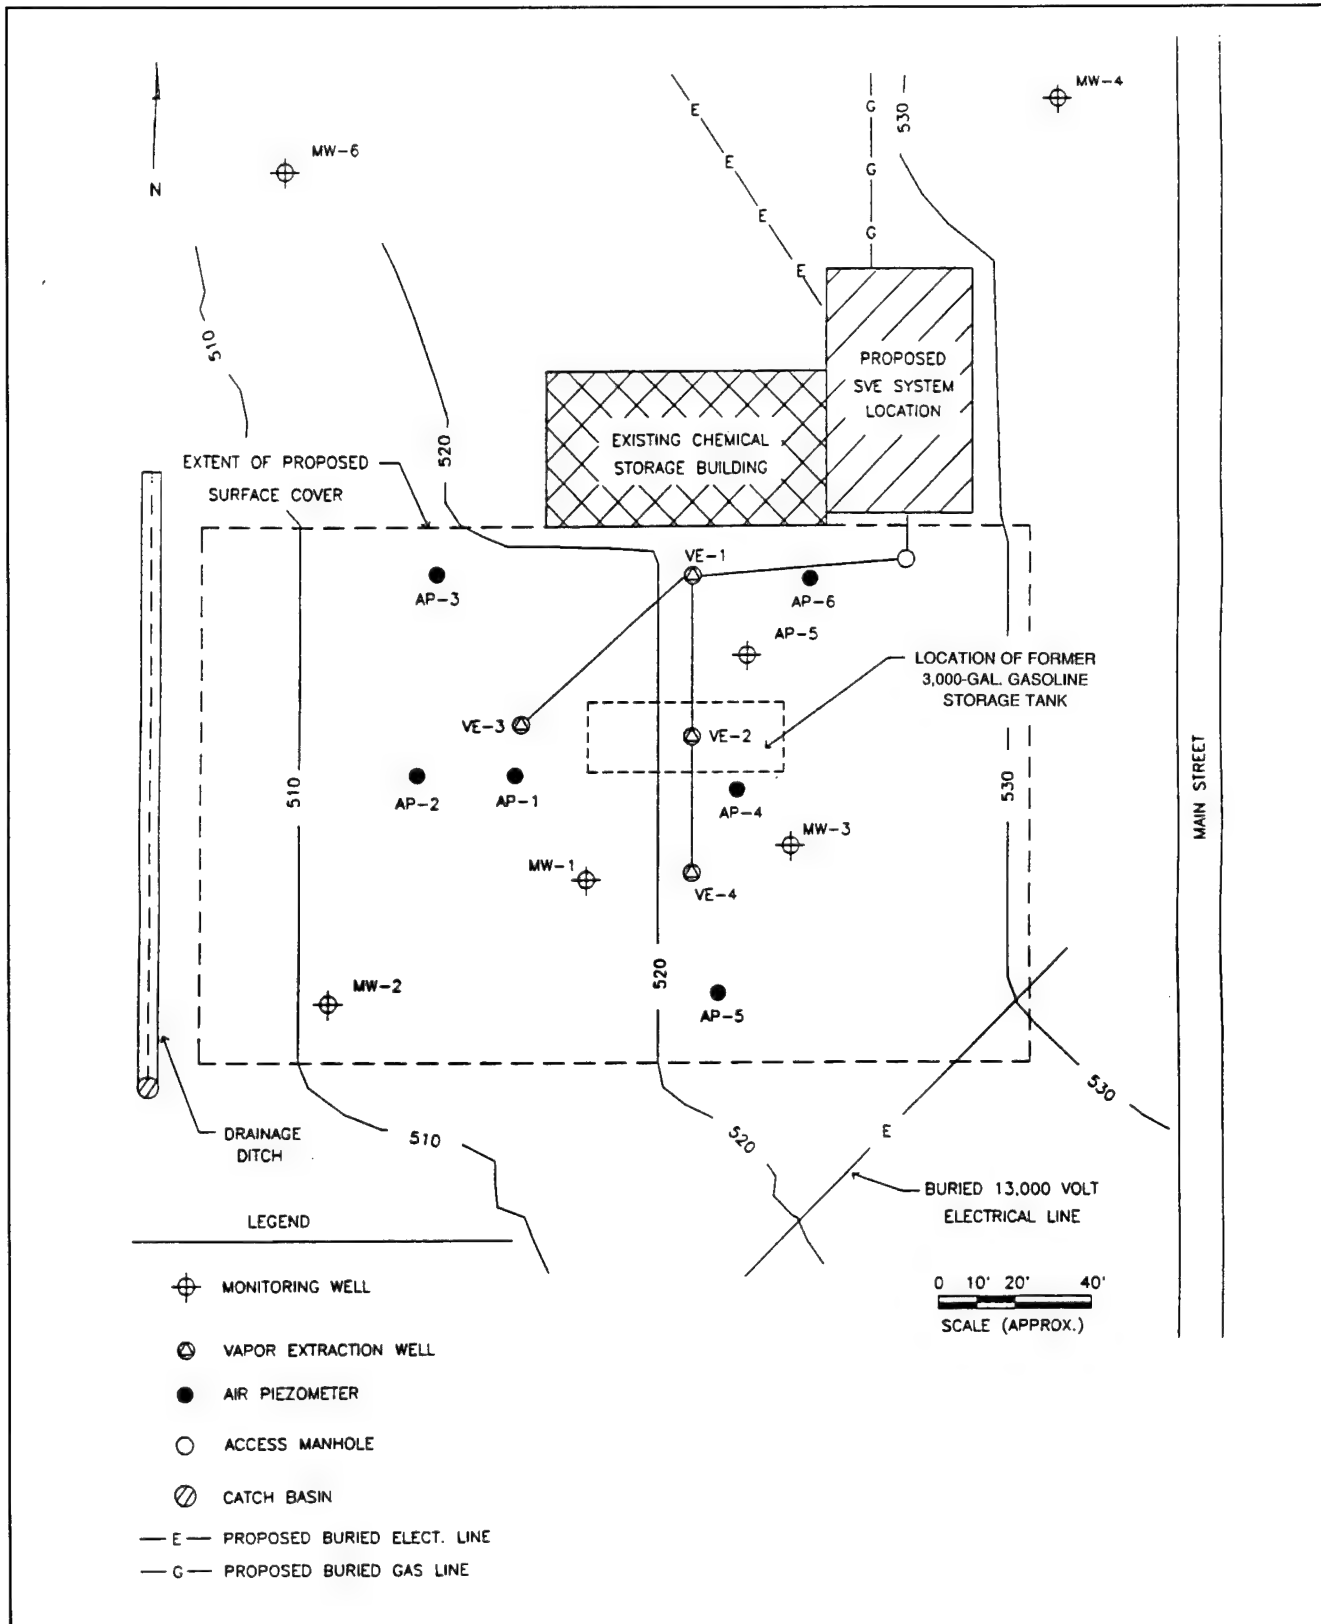 MW-4
E
G
530
MW-6
E
G
N
E
G
E
510
PROPOSED
SVE SYSTEM
LOCATION
520
EXISTING CHEMICAL
STORAGE BUILDING
EXTENT OF PROPOSED
SURFACE COVER
VE-1
AP-3
AP-6
AP-5
LOCATION OF FORMER
3,000-GAL. GASOLINE
STORAGE TANK
VE-3
VE-2
510
530
MAIN STREET
AP-2
AP-1
AP-4
MW-3
MW-1
VE-4
520
MW-2
AP-5
530
510
520
E
DRAINAGE
DITCH
BURIED 13,000 VOLT
ELECTRICAL LINE
LEGEND
0 10' 20' 40'
SCALE (APPROX.)
MONITORING WELL
VAPOR EXTRACTION WELL
AIR PIEZOMETER
ACCESS MANHOLE
CATCH BASIN
E PROPOSED BURIED ELECT. LINE
G PROPOSED BURIED GAS LINE